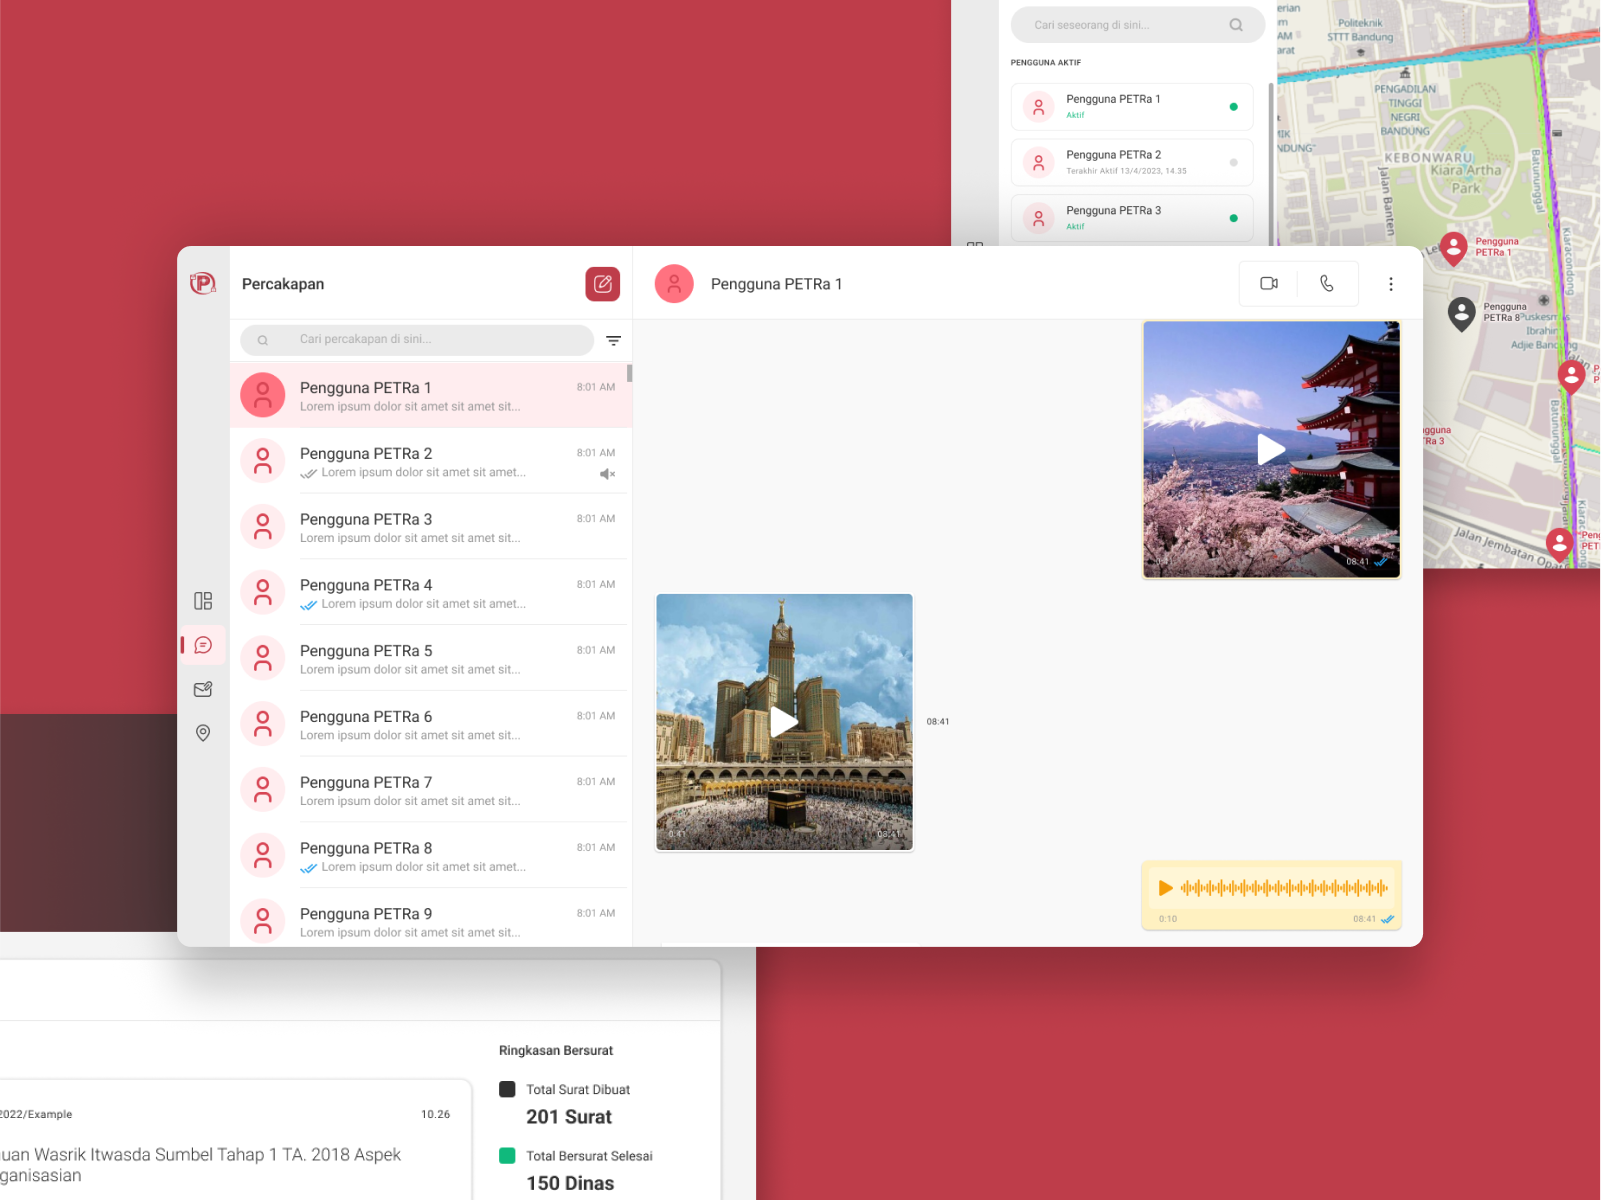 Cari seseorang di sini...
PENGGUNA AKTIF
Pengguna PETRa 1
Aktif
Pengguna PETRa 2
Terakhir Aktif 13/4/2023, 14.35
Pengguna PETRa 3
Aktif
Politeknik
STTT Bandung
PENGADILAN
TINGGI
NEGRI
BANDUNG
KEBONWARU
Kiara Artha
Park
Jalan Banten
Batununggal
Kiaracondong
Pengguna
PETRa 1
Pengguna
PETRa 8
Puskesmas
Ibrahim
Adjie Bandung
Batununggal
Jalan Jembatan Opat
P
Percakapan
Cari percakapan di sini...
Pengguna PETRa 1
8:01 AM
Lorem ipsum dolor sit amet sit amet sit...
Pengguna PETRa 2
8:01 AM
Lorem ipsum dolor sit amet sit amet...
Pengguna PETRa 3
8:01 AM
Lorem ipsum dolor sit amet sit amet sit...
Pengguna PETRa 4
8:01 AM
Lorem ipsum dolor sit amet sit amet...
Pengguna PETRa 5
8:01 AM
Lorem ipsum dolor sit amet sit amet sit...
Pengguna PETRa 6
8:01 AM
Lorem ipsum dolor sit amet sit amet sit...
Pengguna PETRa 7
8:01 AM
Lorem ipsum dolor sit amet sit amet sit...
Pengguna PETRa 8
8:01 AM
Lorem ipsum dolor sit amet sit amet...
Pengguna PETRa 9
8:01 AM
Lorem ipsum dolor sit amet sit amet sit...
Pengguna PETRa 1
0:41
08:41
0:41
08:41
08:41
0:10
08:41
2022/Example
10.26
uan Wasrik Itwasda Sumbel Tahap 1 TA. 2018 Aspek
ganisasian
Ringkasan Bersurat
Total Surat Dibuat
201 Surat
Total Bersurat Selesai
150 Dinas